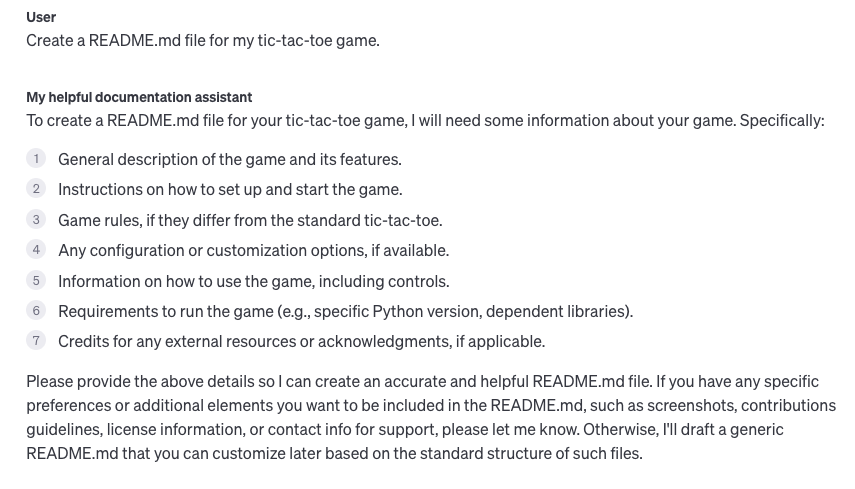 User
Create a README.md file for my tic-tac-toe game.
My helpful documentation assistant
To create a README.md file for your tic-tac-toe game, I will need some information about your game. Specifically:
1 General description of the game and its features.
2 Instructions on how to set up and start the game.
3 Game rules, if they differ from the standard tic-tac-toe.
4 Any configuration or customization options, if available.
5 Information on how to use the game, including controls.
6 Requirements to run the game (e.g., specific Python version, dependent libraries).
7 Credits for any external resources or acknowledgments, if applicable.
Please provide the above details so I can create an accurate and helpful README.md file. If you have any specific
preferences or additional elements you want to be included in the README.md, such as screenshots, contributions
guidelines, license information, or contact info for support, please let me know. Otherwise, I'll draft a generic
README.md that you can customize later based on the standard structure of such files.